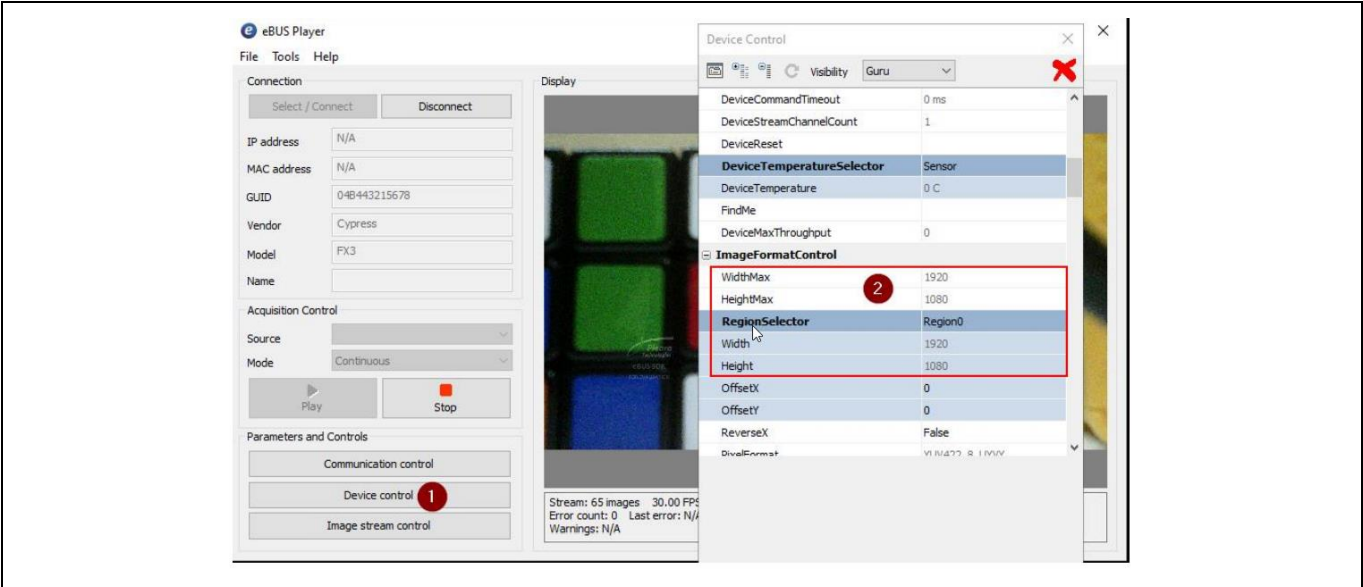 eBUS Player
File Tools Help
Connection
Select / Connect
Disconnect
IP address N/A
MAC address N/A
GUID 04B443215678
Vendor Cypress
Model FX3
Name
Acquisition Control
Source
Mode Continuous
Play
Stop
Parameters and Controls
Communication control
Device control 1
Image stream control
Display
Stream: 65 images 30.00 FPS
Error count: 0 Last error: N/A
Warnings: N/A
Device Control
Visibility Guru
DeviceCommandTimeout 0 ms
DeviceStreamChannelCount 1
DeviceReset
DeviceTemperatureSelector Sensor
DeviceTemperature 0 C
FindMe
DeviceMaxThroughput 0
ImageFormatControl
WidthMax 1920
2
HeightMax 1080
RegionSelector Region0
Width 1920
Height 1080
OffsetX 0
OffsetY 0
ReverseX False
PixelFormat YUV422_8_UYVY